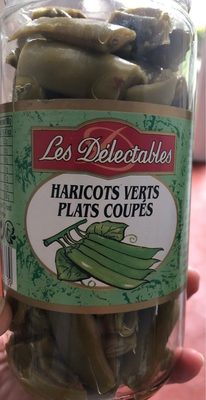 Les Délectables
HARICOTS VERTS
PLATS COUPÉS